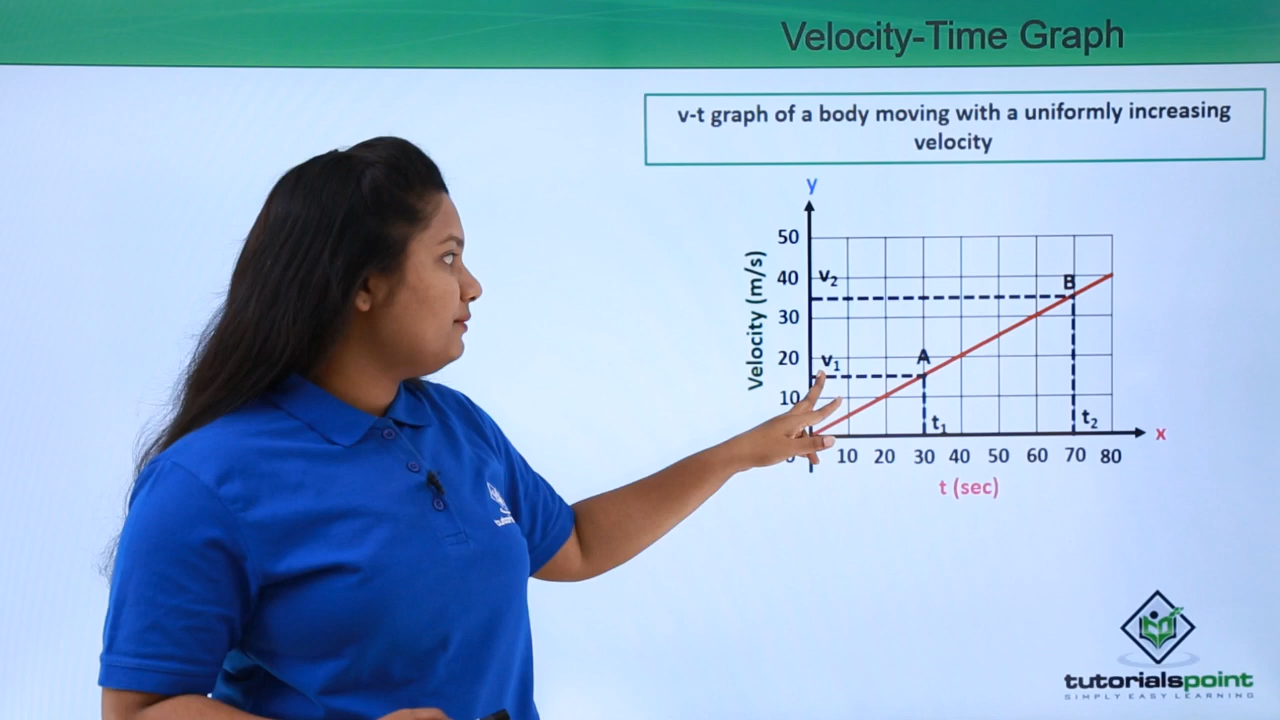 Velocity-Time Graph
v-t graph of a body moving with a uniformly increasing
velocity
y
50
40
30
20
10
0
Velocity (m/s)
v2
v1
A
B
t1
t2
x
10 20 30 40 50 60 70 80
t (sec)
tutorialspoint
SIMPLY EASY LEARNING